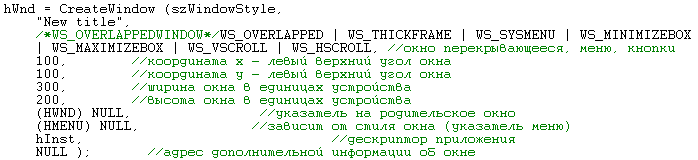 hWnd = CreateWindow (szWindowStyle,
"New title",
/*WS_OVERLAPPEDWINDOW*/WS_OVERLAPPED | WS_THICKFRAME | WS_SYSMENU | WS_MINIMIZEBOX
| WS_MAXIMIZEBOX | WS_VSCROLL | WS_HSCROLL, //окно перекрывающееся, меню, кнопки
100, //координата x - левый верхний угол окна
100, //координата y - левый верхний угол окна
300, //ширина окна в единицах устройства
200, //высота окна в единицах устройства
(HWND) NULL, //указатель на родительское окно
(HMENU) NULL, //зависит от стиля окна (указатель меню)
hInst, //дескриптор приложения
NULL ); //адрес дополнительной информации об окне